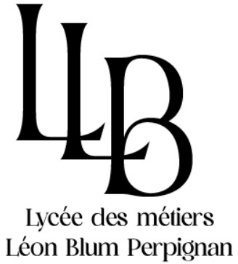 LLB
Lycée des métiers
Léon Blum Perpignan